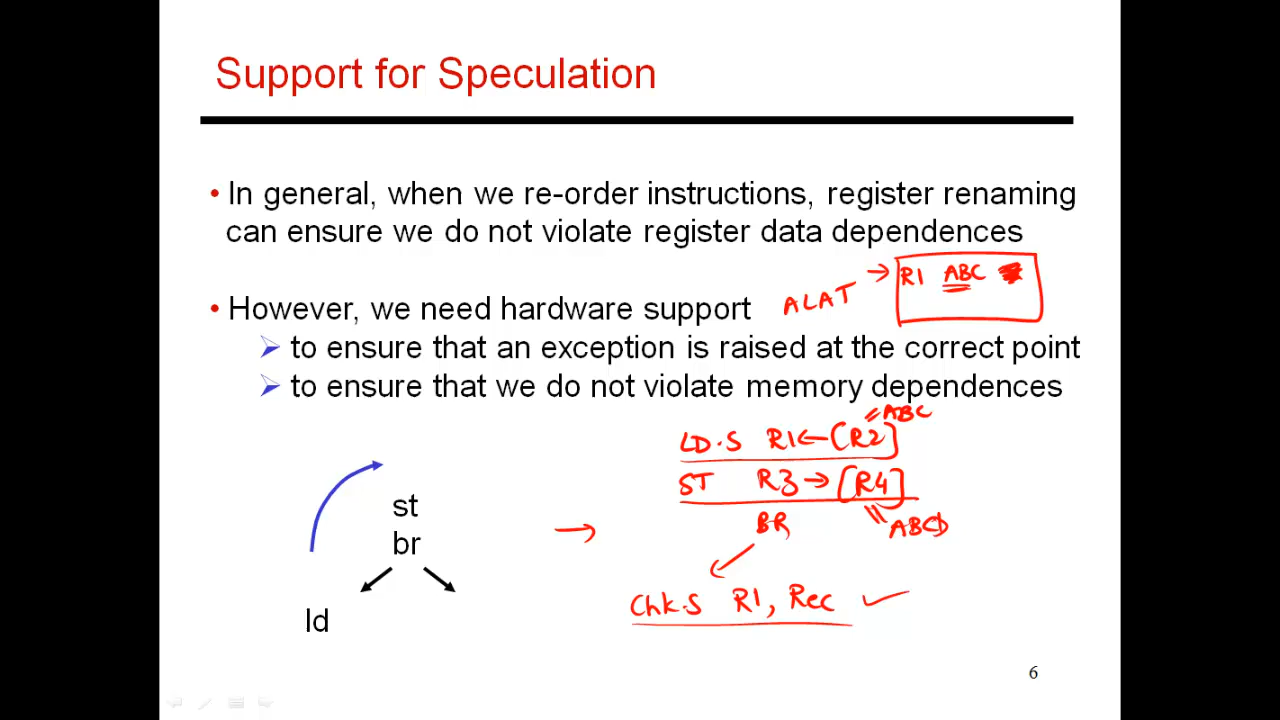 Support for Speculation
• In general, when we re-order instructions, register renaming
can ensure we do not violate register data dependences
ALAT → R1 ABC
• However, we need hardware support
➢ to ensure that an exception is raised at the correct point
➢ to ensure that we do not violate memory dependences
= ABC
LD.S R1 ← [R2]
ST R3 → [R4]
= ABCD
st
br
BR
ld
Chk.S R1, Rec ✓
6